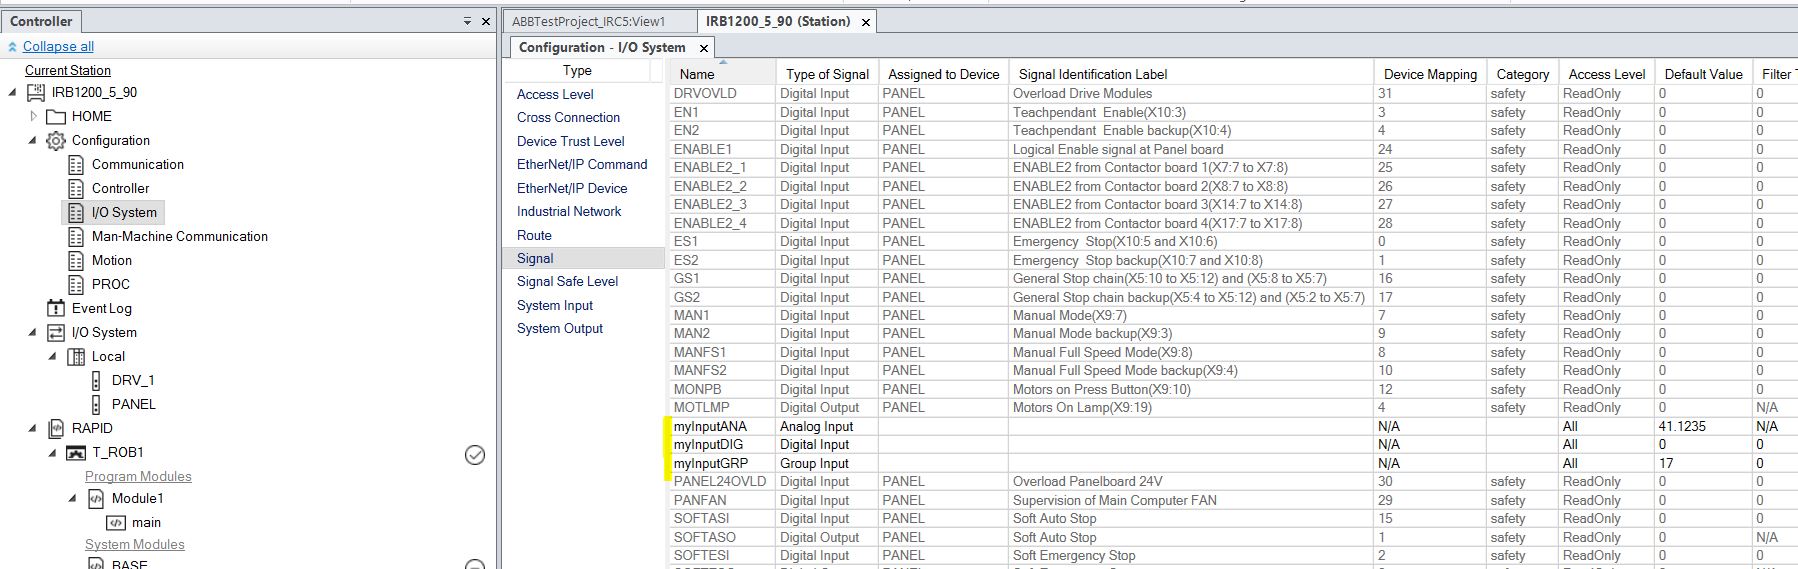 Controller
Collapse all
Current Station
IRB1200_5_90
HOME
Configuration
Communication
Controller
I/O System
Man-Machine Communication
Motion
PROC
Event Log
I/O System
Local
DRV_1
PANEL
RAPID
T_ROB1
Program Modules
Module1
main
System Modules
BASE
ABBTestProject_IRC5:View1 IRB1200_5_90 (Station)
Configuration - I/O System
Type
Access Level
Cross Connection
Device Trust Level
EtherNet/IP Command
EtherNet/IP Device
Industrial Network
Route
Signal
Signal Safe Level
System Input
System Output
Name Type of Signal Assigned to Device Signal Identification Label Device Mapping Category Access Level Default Value Filter
DRVOVLD Digital Input PANEL Overload Drive Modules 31 safety ReadOnly 0 0
EN1 Digital Input PANEL Teachpendant Enable(X10:3) 3 safety ReadOnly 0 0
EN2 Digital Input PANEL Teachpendant Enable backup(X10:4) 4 safety ReadOnly 0 0
ENABLE1 Digital Input PANEL Logical Enable signal at Panel board 24 safety ReadOnly 0 0
ENABLE2_1 Digital Input PANEL ENABLE2 from Contactor board 1(X7:7 to X7:8) 25 safety ReadOnly 0 0
ENABLE2_2 Digital Input PANEL ENABLE2 from Contactor board 2(X8:7 to X8:8) 26 safety ReadOnly 0 0
ENABLE2_3 Digital Input PANEL ENABLE2 from Contactor board 3(X14:7 to X14:8) 27 safety ReadOnly 0 0
ENABLE2_4 Digital Input PANEL ENABLE2 from Contactor board 4(X17:7 to X17:8) 28 safety ReadOnly 0 0
ES1 Digital Input PANEL Emergency Stop(X10:5 and X10:6) 0 safety ReadOnly 0 0
ES2 Digital Input PANEL Emergency Stop backup(X10:7 and X10:8) 1 safety ReadOnly 0 0
GS1 Digital Input PANEL General Stop chain(X5:10 to X5:12) and (X5:8 to X5:7) 16 safety ReadOnly 0 0
GS2 Digital Input PANEL General Stop chain backup(X5:4 to X5:12) and (X5:2 to X5:7) 17 safety ReadOnly 0 0
MAN1 Digital Input PANEL Manual Mode(X9:7) 7 safety ReadOnly 0 0
MAN2 Digital Input PANEL Manual Mode backup(X9:3) 9 safety ReadOnly 0 0
MANFS1 Digital Input PANEL Manual Full Speed Mode(X9:8) 8 safety ReadOnly 0 0
MANFS2 Digital Input PANEL Manual Full Speed Mode backup(X9:4) 10 safety ReadOnly 0 0
MONPB Digital Input PANEL Motors on Press Button(X9:10) 12 safety ReadOnly 0 0
MOTLMP Digital Output PANEL Motors On Lamp(X9:19) 4 safety ReadOnly 0 N/A
myInputANA Analog Input N/A All 41.1235 N/A
myInputDIG Digital Input N/A All 0 0
myInputGRP Group Input N/A All 17 0
PANEL24OVLD Digital Input PANEL Overload Panelboard 24V 30 safety ReadOnly 0 0
PANFAN Digital Input PANEL Supervision of Main Computer FAN 29 safety ReadOnly 0 0
SOFTASI Digital Input PANEL Soft Auto Stop 15 safety ReadOnly 0 0
SOFTASO Digital Output PANEL Soft Auto Stop 1 safety ReadOnly 0 N/A
SOFTESI Digital Input PANEL Soft Emergency Stop 2 safety ReadOnly 0 0